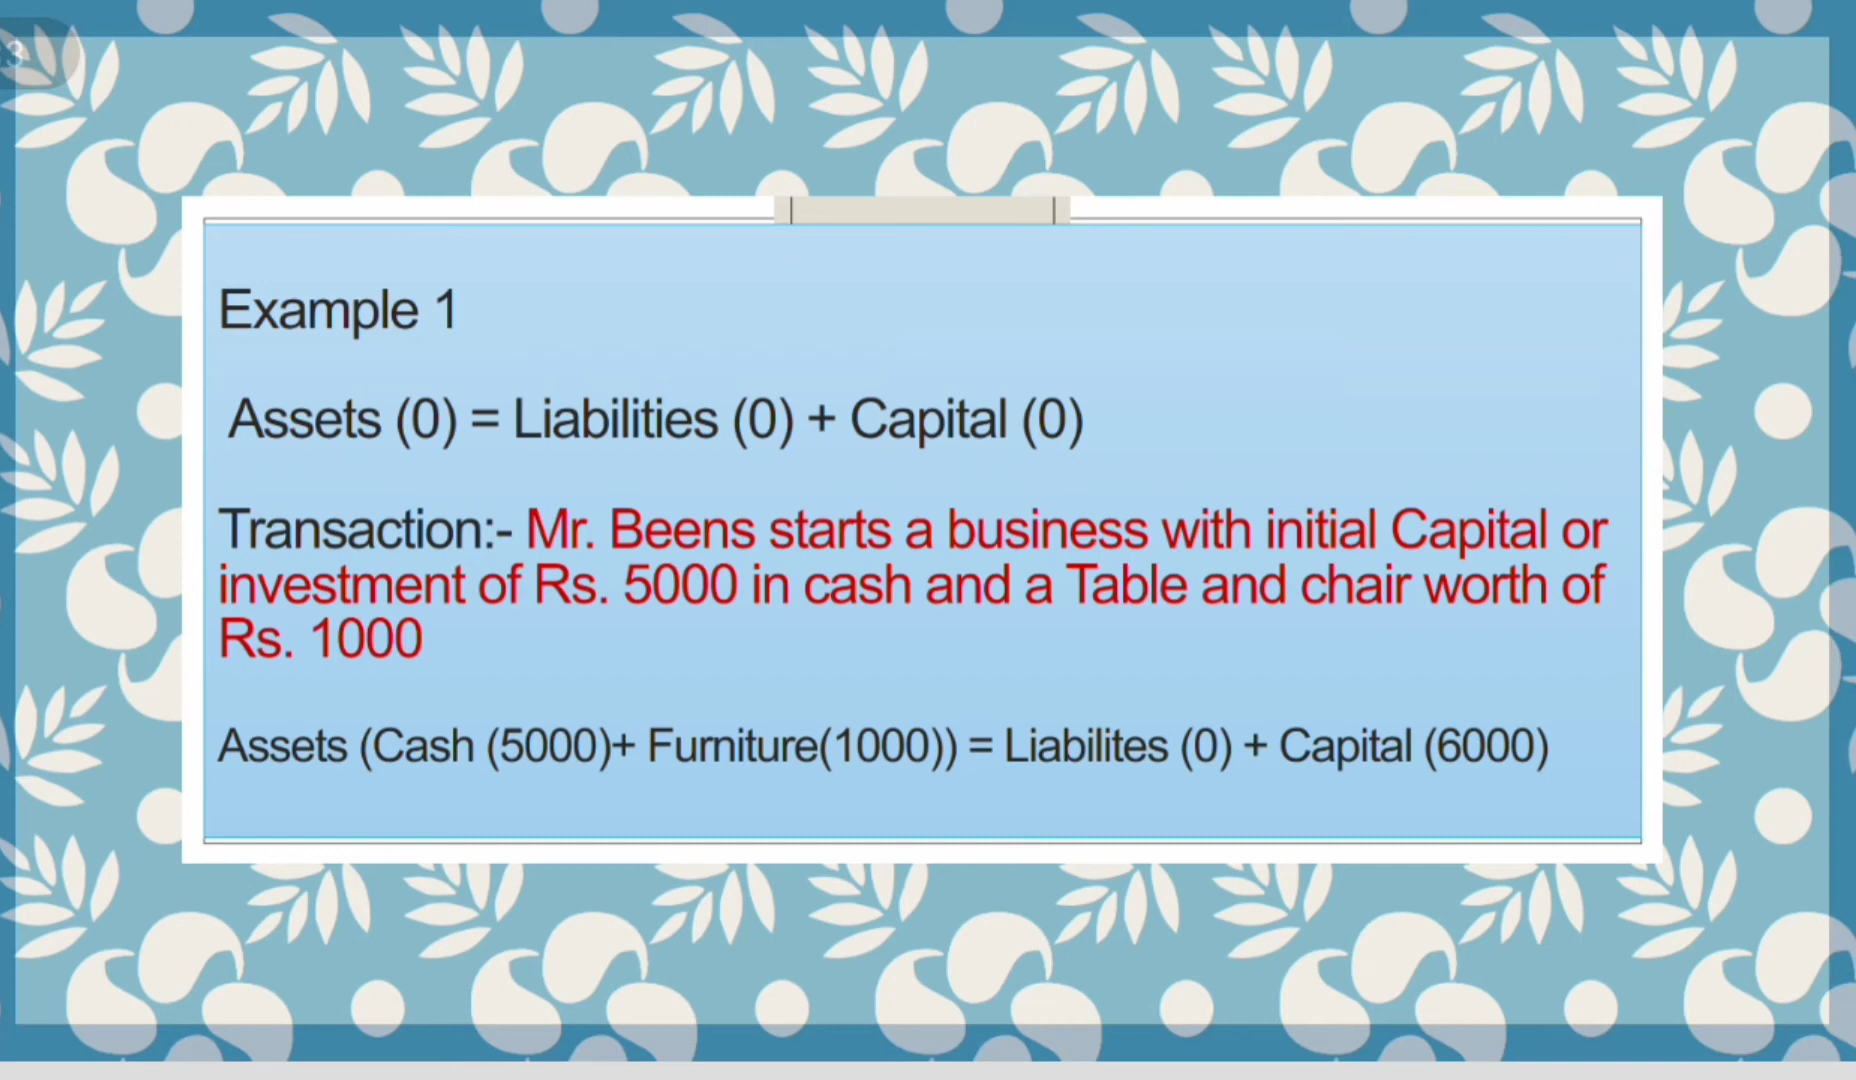 3
Example 1
Assets (0) = Liabilities (0) + Capital (0)
Transaction:- Mr. Beens starts a business with initial Capital or
investment of Rs. 5000 in cash and a Table and chair worth of
Rs. 1000
Assets (Cash (5000)+ Furniture(1000)) = Liabilites (0) + Capital (6000)